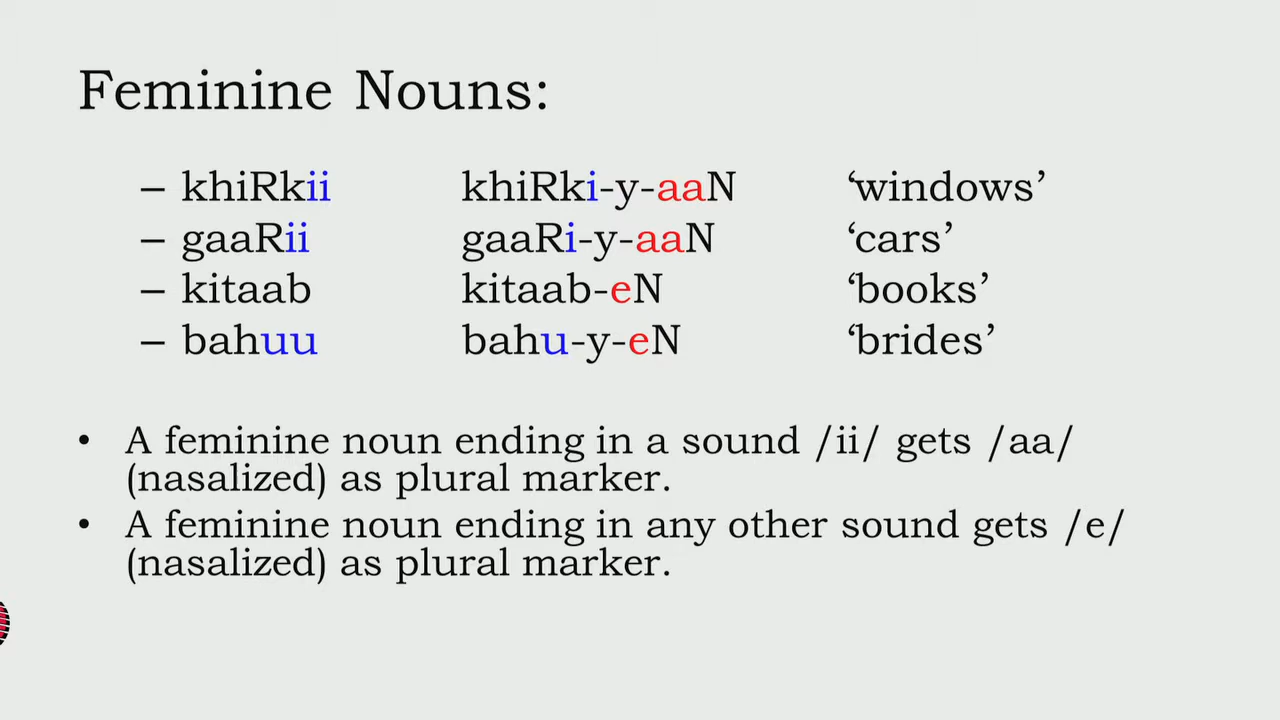 Feminine Nouns:
– khiRkii khiRki-y-aaN ‘windows’
– gaaRii gaaRi-y-aaN ‘cars’
– kitaab kitaab-eN ‘books’
– bahuu bahu-y-eN ‘brides’
• A feminine noun ending in a sound /ii/ gets /aa/
(nasalized) as plural marker.
• A feminine noun ending in any other sound gets /e/
(nasalized) as plural marker.